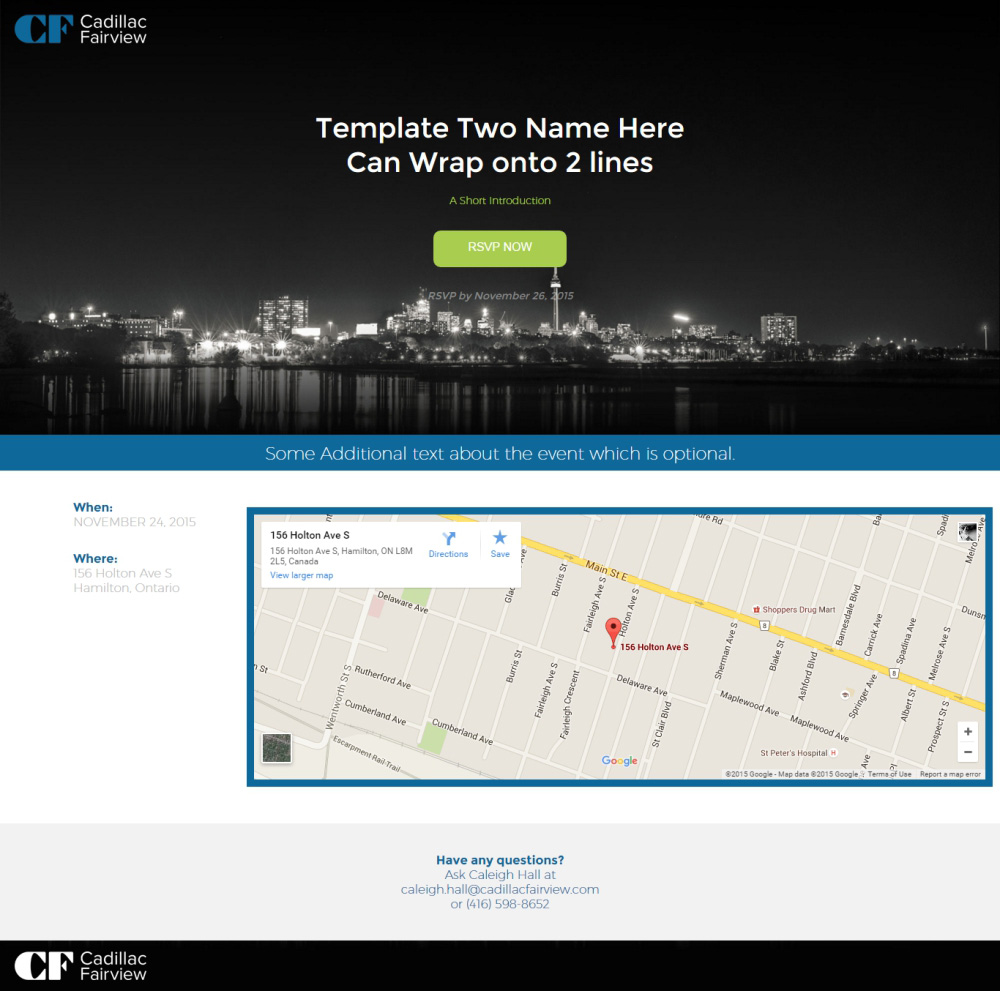 CF Cadillac
Fairview
Template Two Name Here
Can Wrap onto 2 lines
A Short Introduction
RSVP NOW
RSVP by November 26, 2015
Some Additional text about the event which is optional.
When:
NOVEMBER 24, 2015
Where:
156 Holton Ave S
Hamilton, Ontario
156 Holton Ave S
156 Holton Ave S, Hamilton, ON L8M
2L5, Canada
View larger map
Directions
Save
Main St E
Burris St
Fairleigh Ave S
Holton Ave S
Delaware Ave
Shoppers Drug Mart
8
156 Holton Ave S
Sherman Ave S
Blake St
Barnesdale Blvd
Carrick Ave
Spadina Ave
Melrose Ave S
Ashford Blvd
8
Burris St
Fairleigh Ave S
Fairleigh Crescent
Delaware Ave
St Clair Blvd
Maplewood Ave
Maplewood Ave
Springer Ave
Albert St
Prospect St S
Wentworth St S
Rutherford Ave
Cumberland Ave
Cumberland Ave
Escarpment Rail-Trail
St Peter's Hospital H
Google
+
−
©2015 Google - Map data ©2015 Google
Terms of Use
Report a map error
Have any questions?
Ask Caleigh Hall at
caleigh.hall@cadillacfairview.com
or (416) 598-8652
CF Cadillac
Fairview